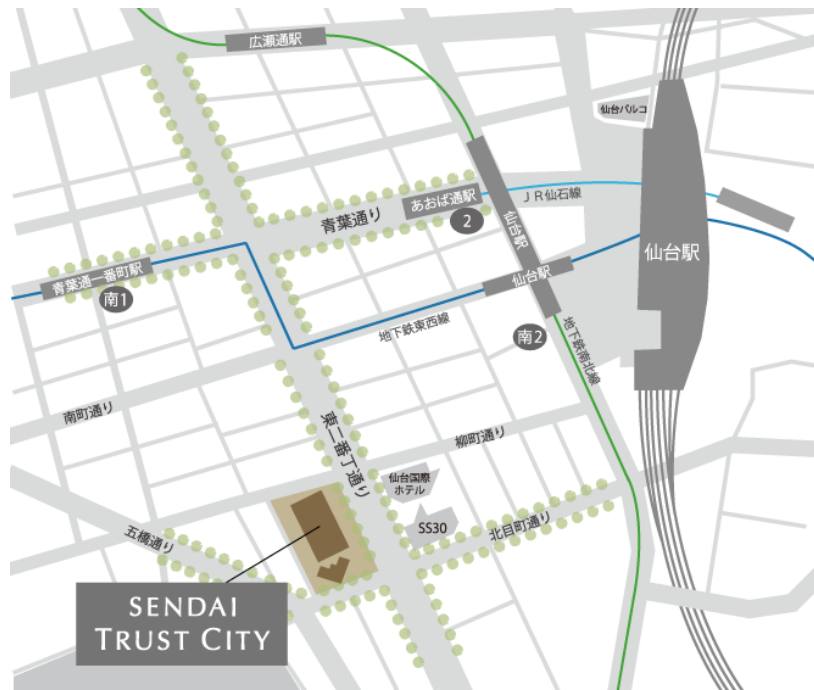 広瀬通駅
仙台パルコ
あおば通駅
JR仙石線
青葉通り
2
仙台駅
仙台駅
仙台駅
青葉通一番町駅
南1
地下鉄東西線
南2
地下鉄南北線
南町通り
東二番丁通り
柳町通り
仙台国際
ホテル
SS30
北目町通り
五橋通り
SENDAI
TRUST CITY